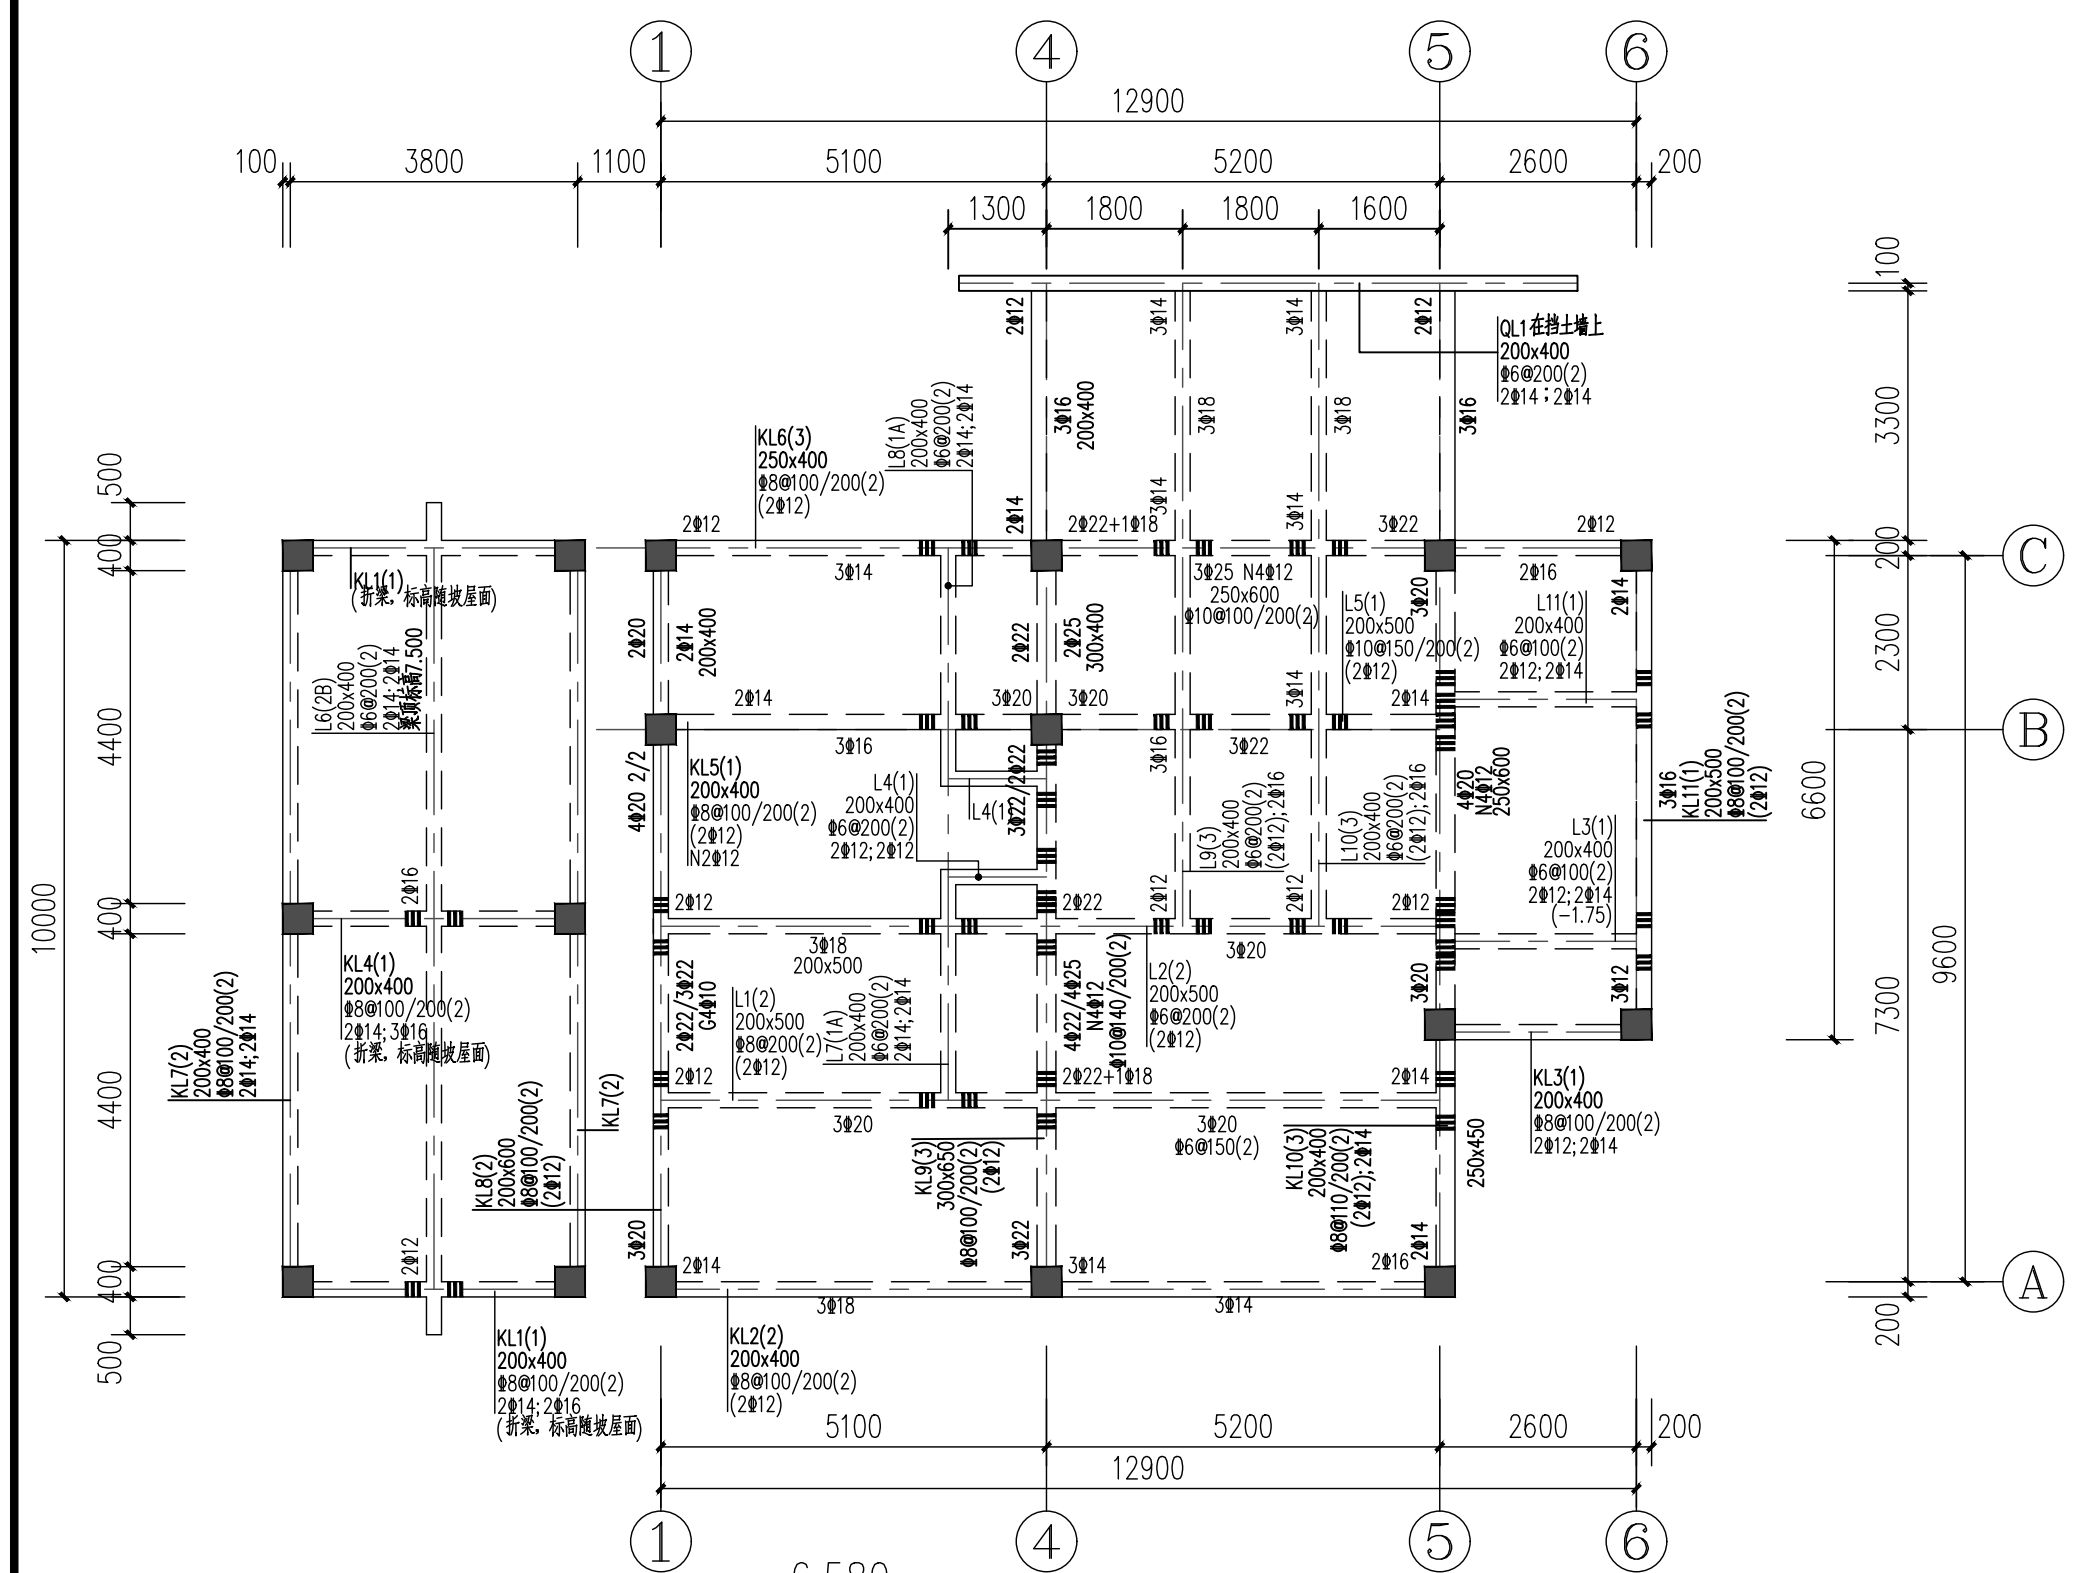 1
4
5
6
12900
100
3800
1100
5100
5200
2600
200
1300
1800
1800
1600
100
2Φ12
3Φ14
3Φ14
2Φ12
QL1在挡土墙上
200x400
Φ6@200(2)
2Φ14；2Φ14
3300
3Φ16
200x400
3Φ18
3Φ18
3Φ16
L8(1A)
200x400
Φ6@200(2)
2Φ14;2Φ14
KL6(3)
250x400
Φ8@100/200(2)
(2Φ12)
500
2Φ14
3Φ14
3Φ14
2Φ12
2Φ22+1Φ18
3Φ22
2Φ12
400
200
C
KL1(1)
(折梁，标高随坡屋面)
3Φ14
3Φ25 N4Φ12
250x600
Φ10@100/200(2)
3Φ20
2Φ16
2Φ14
L5(1)
200x500
Φ10@150/200(2)
(2Φ12)
L11(1)
200x400
Φ6@100(2)
2Φ12;2Φ14
2Φ20
2Φ14
200x400
2Φ22
2Φ25
300x400
2300
L6(2B)
200x400
Φ6@200(2)
2Φ14;2Φ14
梁顶标高7.500
2Φ14
3Φ20
3Φ20
3Φ14
2Φ14
B
4400
3Φ16
3Φ16
3Φ22
4Φ20 2/2
KL5(1)
200x400
Φ8@100/200(2)
(2Φ12)
N2Φ12
L4(1)
200x400
Φ6@200(2)
2Φ12;2Φ12
L4(1)
3Φ22/2Φ22
L9(3)
200x400
Φ6@200(2)
(2Φ12);2Φ16
L10(3)
200x400
Φ6@200(2)
(2Φ12);2Φ16
4Φ20
N4Φ12
250x600
L3(1)
200x400
Φ6@100(2)
2Φ12;2Φ14
(-1.75)
3Φ16
KL11(1)
200x500
Φ8@100/200(2)
(2Φ12)
6600
10000
400
2Φ16
2Φ12
2Φ22
2Φ12
2Φ12
2Φ12
3Φ18
200x500
3Φ20
9600
KL4(1)
200x400
Φ8@100/200(2)
2Φ14;3Φ16
(折梁，标高随坡屋面)
2Φ22/3Φ22
G4Φ10
L1(2)
200x500
Φ8@200(2)
(2Φ12)
L7(1A)
200x400
Φ6@200(2)
2Φ14;2Φ14
4Φ22/4Φ25
N4Φ12
Φ10@140/200(2)
L2(2)
200x500
Φ6@200(2)
(2Φ12)
3Φ20
3Φ12
7300
KL7(2)
200x400
Φ8@100/200(2)
2Φ14;2Φ14
4400
2Φ12
2Φ22+1Φ18
2Φ14
KL3(1)
200x400
Φ8@100/200(2)
2Φ12;2Φ14
KL7(2)
3Φ20
3Φ20
Φ6@150(2)
KL8(2)
200x600
Φ8@100/200(2)
(2Φ12)
KL9(3)
300x650
Φ8@100/200(2)
(2Φ12)
KL10(3)
200x400
Φ8@110/200(2)
(2Φ12);2Φ14
250x450
3Φ20
3Φ22
2Φ14
2Φ12
2Φ14
3Φ14
2Φ16
400
A
3Φ18
3Φ14
200
500
KL1(1)
200x400
Φ8@100/200(2)
2Φ14;2Φ16
(折梁，标高随坡屋面)
KL2(2)
200x400
Φ8@100/200(2)
(2Φ12)
5100
5200
2600
200
12900
1
4
5
6